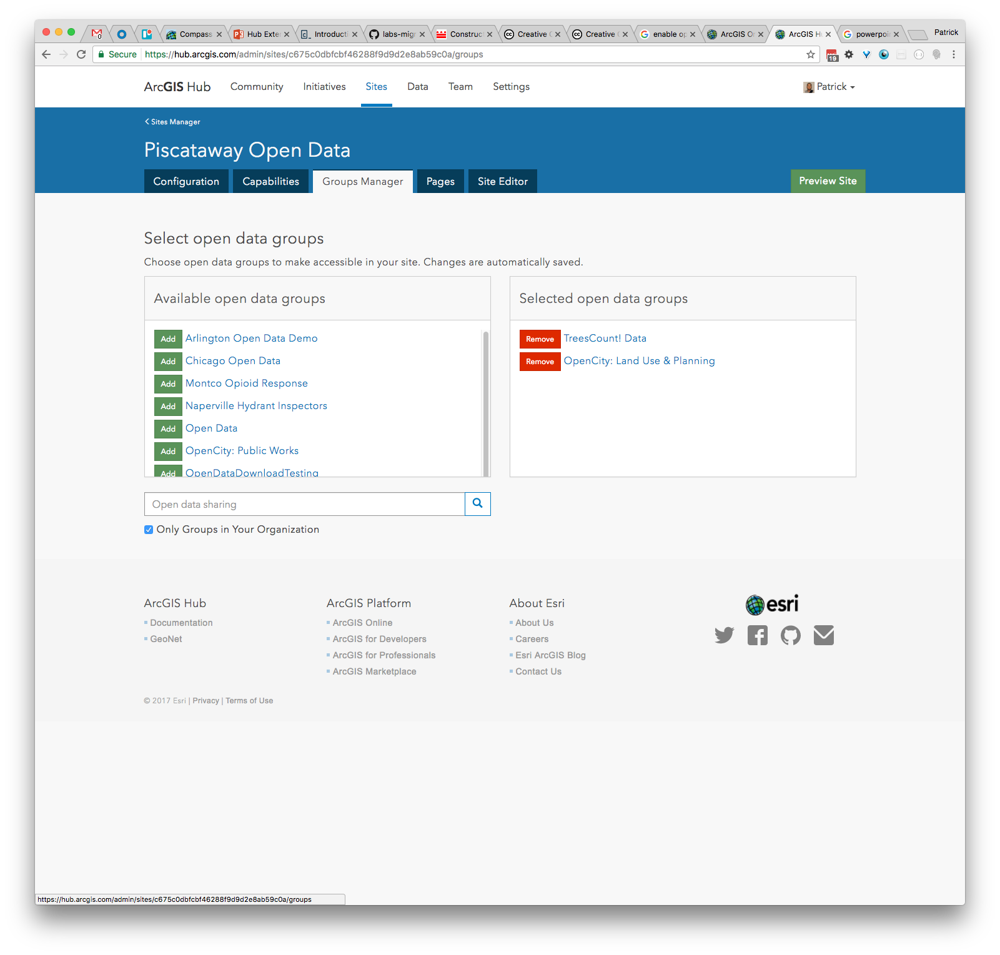 Compass
Hub Exter
Introducti
labs-migr
Construct
Creative C
Creative C
enable op
ArcGIS On
ArcGIS Hu
powerpoin
Patrick
Secure https://hub.arcgis.com/admin/sites/c675c0dbfcbf46288f9d9d2e8ab59c0a/groups
19
ArcGIS Hub Community Initiatives Sites Data Team Settings Patrick
Sites Manager
Piscataway Open Data
Configuration Capabilities Groups Manager Pages Site Editor Preview Site
Select open data groups
Choose open data groups to make accessible in your site. Changes are automatically saved.
Available open data groups
Add Arlington Open Data Demo
Add Chicago Open Data
Add Montco Opioid Response
Add Naperville Hydrant Inspectors
Add Open Data
Add OpenCity: Public Works
Add OpenDataDownloadTesting
Selected open data groups
Remove TreesCount! Data
Remove OpenCity: Land Use & Planning
Open data sharing
Only Groups in Your Organization
ArcGIS Hub
Documentation
GeoNet
ArcGIS Platform
ArcGIS Online
ArcGIS for Developers
ArcGIS for Professionals
ArcGIS Marketplace
About Esri
About Us
Careers
Esri ArcGIS Blog
Contact Us
esri
© 2017 Esri | Privacy | Terms of Use
https://hub.arcgis.com/admin/sites/c675c0dbfcbf46288f9d9d2e8ab59c0a/groups